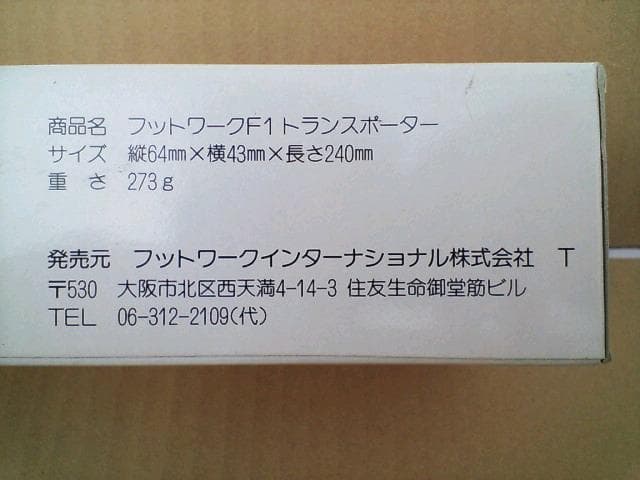 商品名 フットワークF1トランスポーター
サイズ 縦64㎜×横43㎜×長さ240㎜
重 さ 273g
発売元 フットワークインターナショナル株式会社 T
〒530 大阪市北区西天満4-14-3 住友生命御堂筋ビル
TEL 06-312-2109(代)